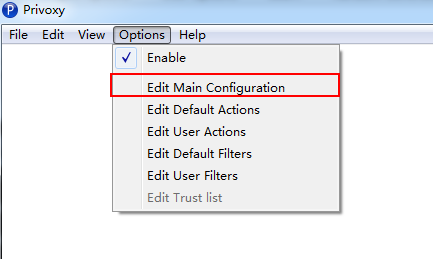 Privoxy
File Edit View Options Help
Enable
Edit Main Configuration
Edit Default Actions
Edit User Actions
Edit Default Filters
Edit User Filters
Edit Trust list